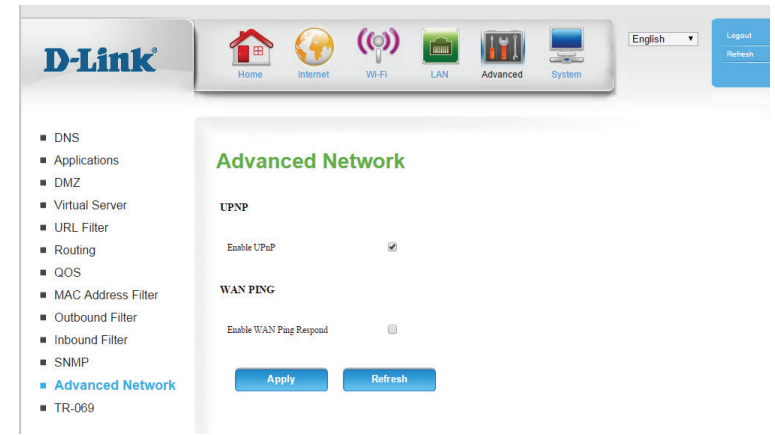 D-Link
Home
Internet
Wi-Fi
LAN
Advanced
System
English
Logout
Refresh
DNS
Applications
DMZ
Virtual Server
URL Filter
Routing
QOS
MAC Address Filter
Outbound Filter
Inbound Filter
SNMP
Advanced Network
TR-069
Advanced Network
UPNP
Enable UPnP
WAN PING
Enable WAN Ping Respond
Apply
Refresh